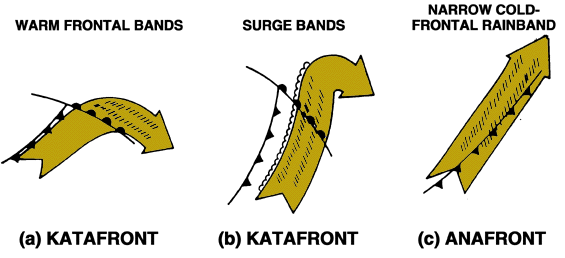 WARM FRONTAL BANDS
SURGE BANDS
NARROW COLD-
FRONTAL RAINBAND
(a) KATAFRONT
(b) KATAFRONT
(c) ANAFRONT